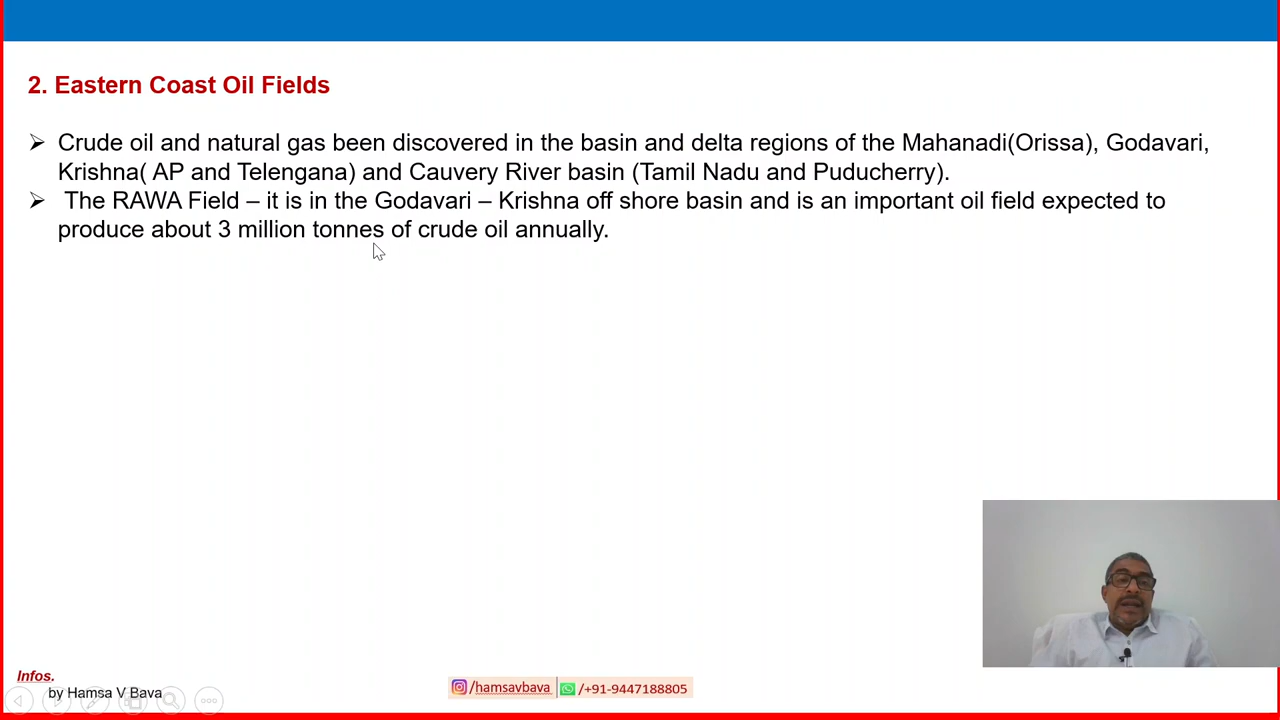 2. Eastern Coast Oil Fields
➢ Crude oil and natural gas been discovered in the basin and delta regions of the Mahanadi(Orissa), Godavari,
Krishna( AP and Telengana) and Cauvery River basin (Tamil Nadu and Puducherry).
➢ The RAWA Field – it is in the Godavari – Krishna off shore basin and is an important oil field expected to
produce about 3 million tonnes of crude oil annually.
Infos.
by Hamsa V Bava
/hamsavbava /+91-9447188805